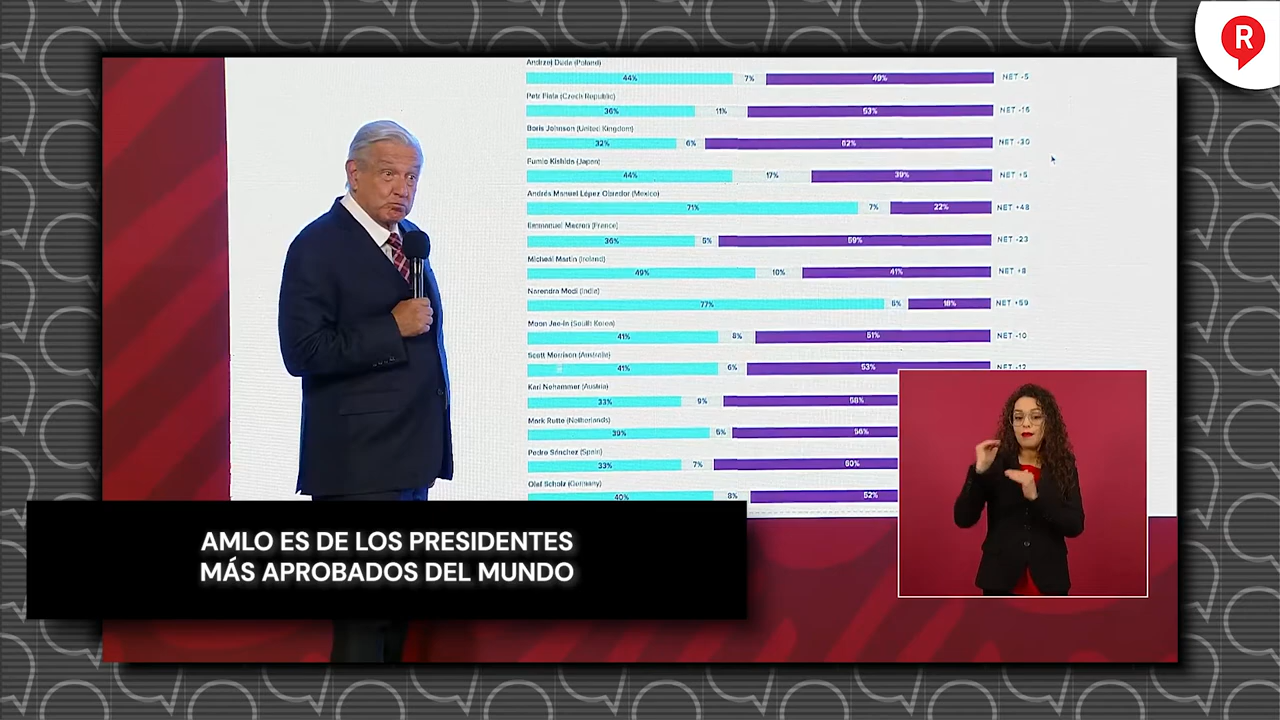 R
Andrzej Duda (Poland)
44% 7% 49% NET -5
Petr Fiala (Czech Republic)
36% 11% 53% NET -16
Boris Johnson (United Kingdom)
32% 6% 62% NET -30
Fumio Kishida (Japan)
44% 17% 39% NET +5
Andrés Manuel López Obrador (Mexico)
71% 7% 22% NET +48
Emmanuel Macron (France)
36% 5% 59% NET -23
Micheál Martin (Ireland)
49% 10% 41% NET +8
Narendra Modi (India)
77% 5% 18% NET +59
Moon Jae-in (South Korea)
41% 8% 51% NET -10
Scott Morrison (Australia)
41% 6% 53% NET -12
Karl Nehammer (Austria)
33% 9% 58%
Mark Rutte (Netherlands)
39% 5% 56%
Pedro Sánchez (Spain)
33% 7% 60%
Olaf Scholz (Germany)
40% 8% 52%
AMLO ES DE LOS PRESIDENTES
MÁS APROBADOS DEL MUNDO